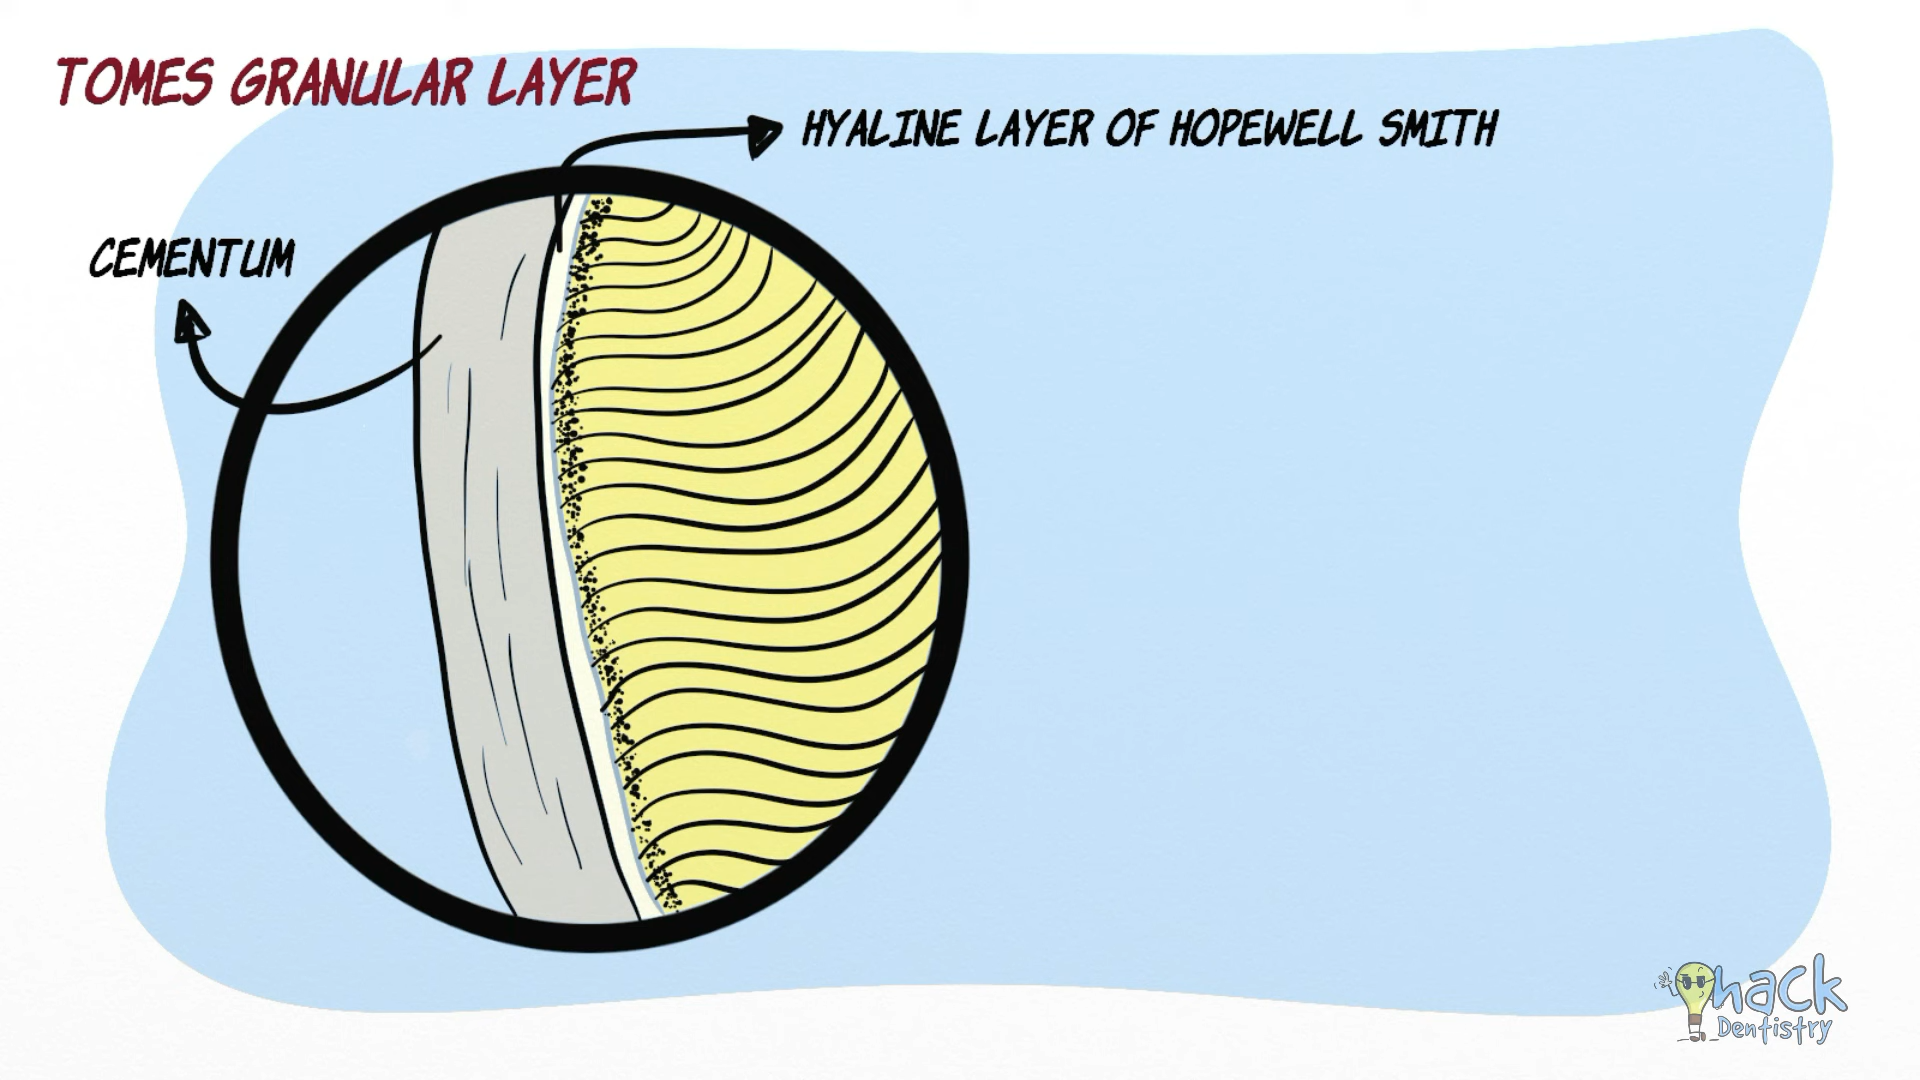 TOMES GRANULAR LAYER
HYALINE LAYER OF HOPEWELL SMITH
CEMENTUM
hack
Dentistry